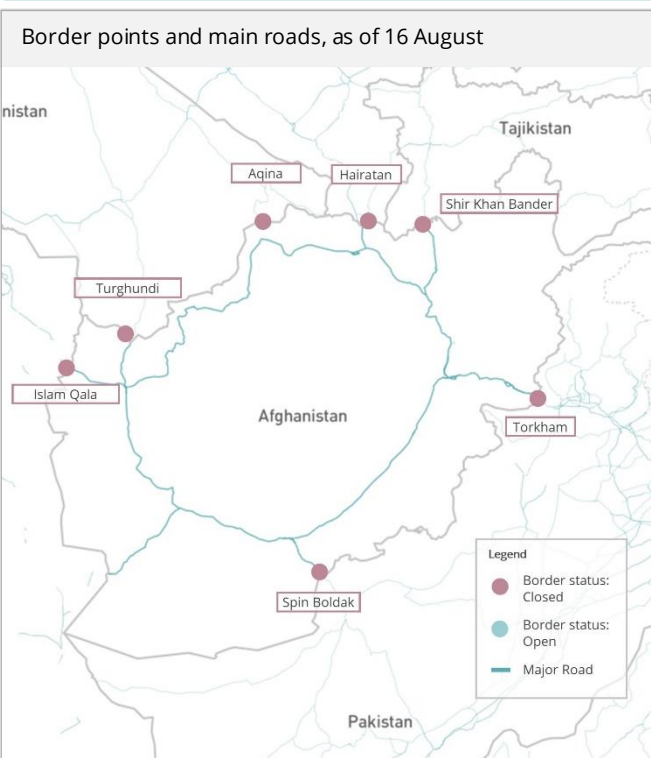 Border points and main roads, as of 16 August
nistan
Tajikistan
Aqina
Hairatan
Shir Khan Bander
Turghundi
Islam Qala
Afghanistan
Torkham
Spin Boldak
Legend
Border status:
Closed
Border status:
Open
Major Road
Pakistan